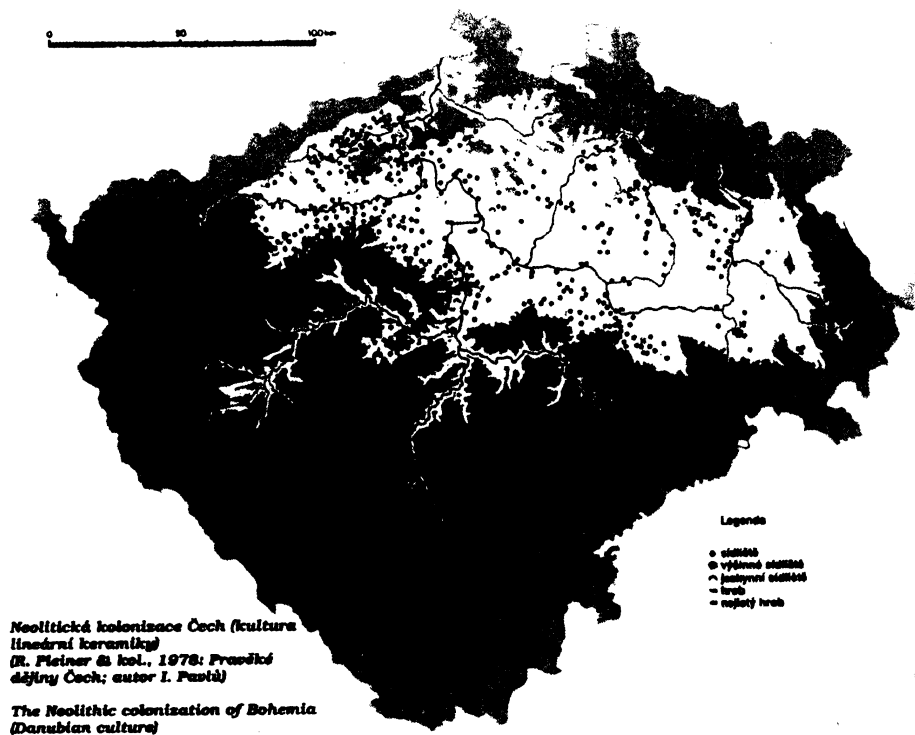 0 50 100 km
Legenda
sídliště
výšinné sídliště
jeskynní sídliště
hrob
nejistý hrob
Neolitická kolonizace Čech (kultura
lineární keramiky)
(R. Pleiner & kol., 1978: Pravěké
dějiny Čech; autor I. Pavlů)
The Neolithic colonization of Bohemia
(Danubian culture)